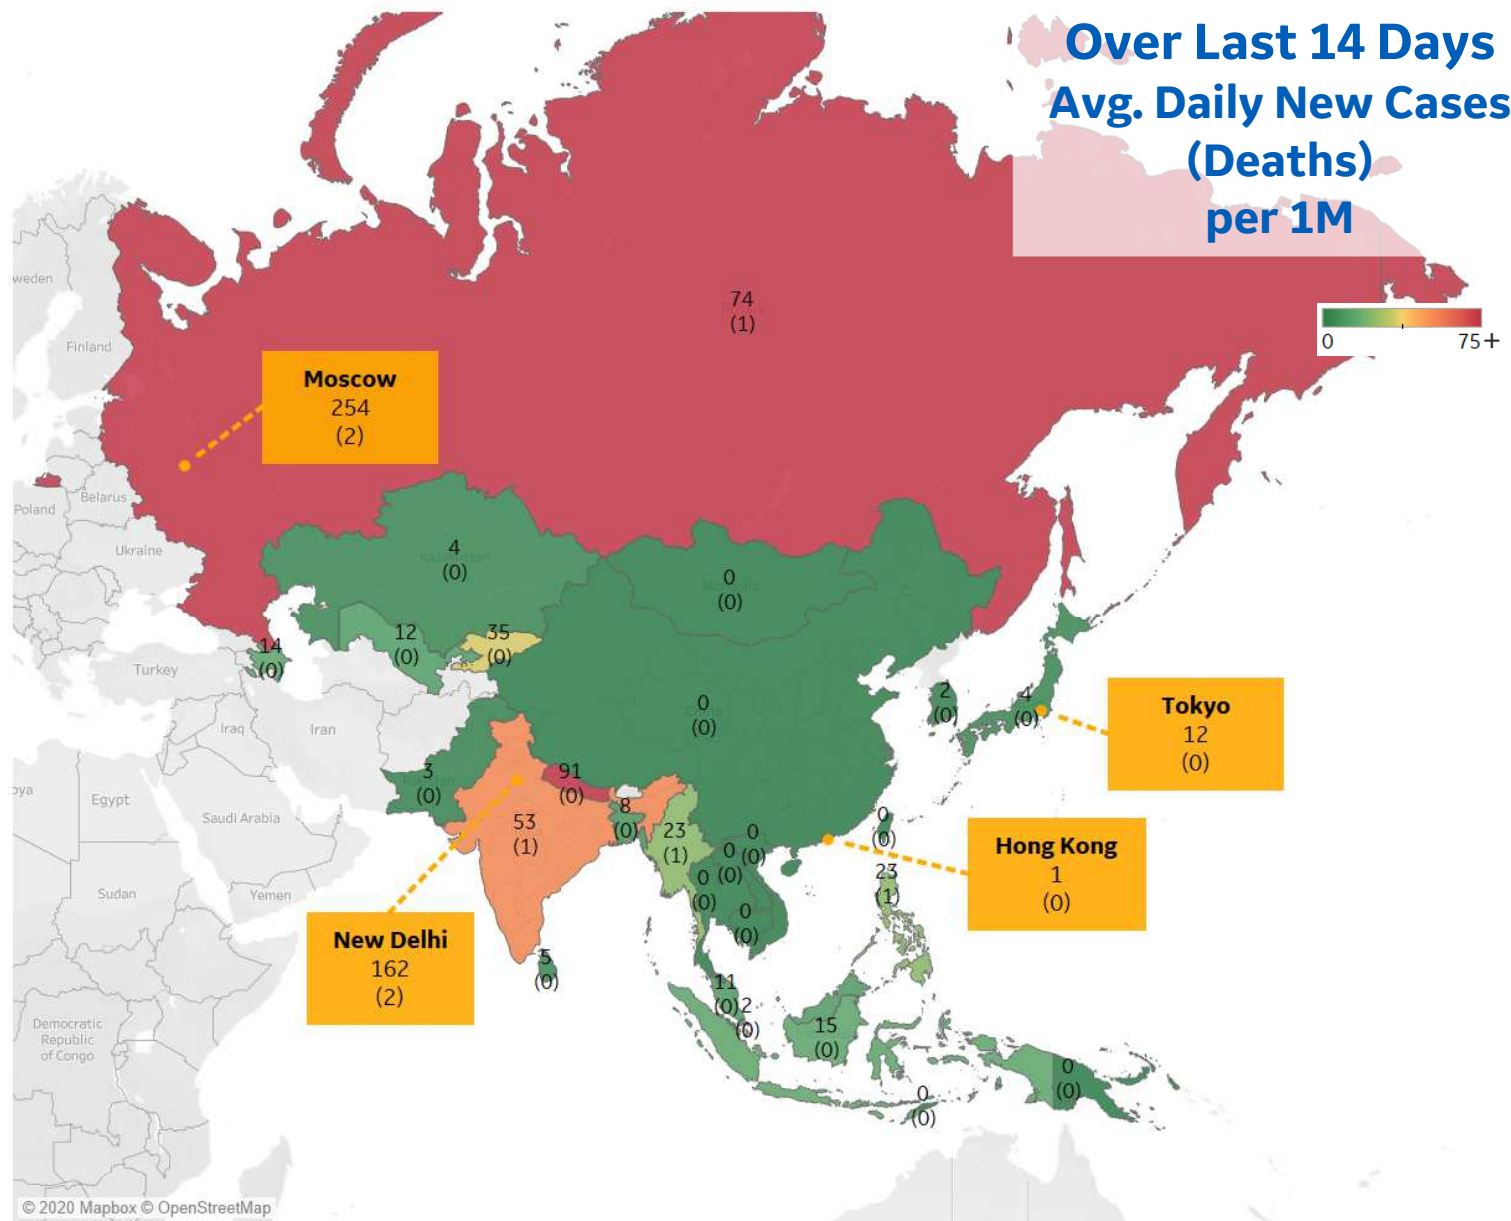 Over Last 14 Days
Avg. Daily New Cases
(Deaths)
per 1M
74
(1)
0
75+
weden
Finland
Moscow
254
(2)
Belarus
Poland
Ukraine
4
(0)
0
(0)
14
(0)
12
(0)
35
(0)
Turkey
Iraq
Iran
0
(0)
2
(0)
4
(0)
Tokyo
12
(0)
3
(0)
91
(0)
ya
Egypt
Saudi Arabia
53
(1)
8
(0)
23
(1)
0
(0)
0
(0)
0
(0)
0
(0)
0
(0)
Hong Kong
1
(0)
23
(1)
Sudan
Yemen
New Delhi
162
(2)
5
(0)
11
(0)
2
(0)
15
(0)
Democratic
Republic
of Congo
0
(0)
0
(0)
© 2020 Mapbox © OpenStreetMap